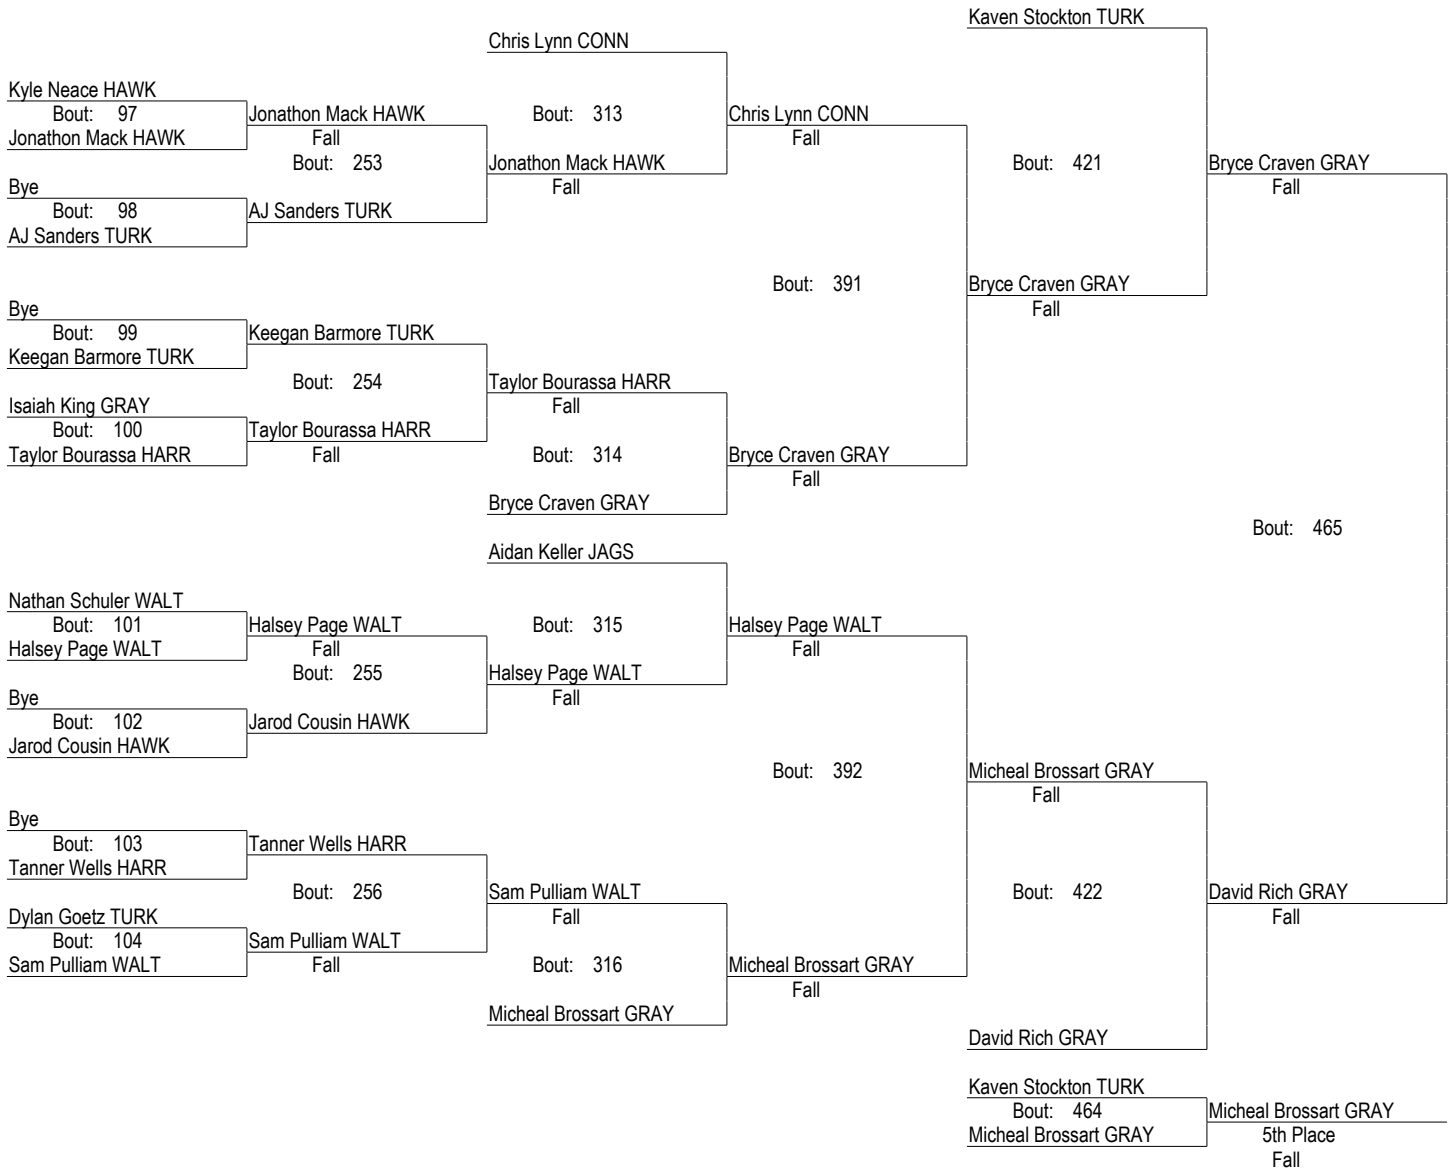 Kaven Stockton TURK
Chris Lynn CONN
Kyle Neace HAWK
Bout: 97 Jonathon Mack HAWK Bout: 313 Chris Lynn CONN
Jonathon Mack HAWK Fall Fall
Bout: 253 Jonathon Mack HAWK Bout: 421 Bryce Craven GRAY
Bye Fall Fall
Bout: 98 AJ Sanders TURK
AJ Sanders TURK
Bout: 391 Bryce Craven GRAY
Bye Fall
Bout: 99 Keegan Barmore TURK
Keegan Barmore TURK
Bout: 254 Taylor Bourassa HARR
Isaiah King GRAY Fall
Bout: 100 Taylor Bourassa HARR
Taylor Bourassa HARR Fall Bout: 314 Bryce Craven GRAY
Fall
Bryce Craven GRAY
Bout: 465
Aidan Keller JAGS
Nathan Schuler WALT
Bout: 101 Halsey Page WALT Bout: 315 Halsey Page WALT
Halsey Page WALT Fall Fall
Bout: 255 Halsey Page WALT
Bye Fall
Bout: 102 Jarod Cousin HAWK
Jarod Cousin HAWK
Bout: 392 Micheal Brossart GRAY
Fall
Bye
Bout: 103 Tanner Wells HARR
Tanner Wells HARR
Bout: 256 Sam Pulliam WALT Bout: 422 David Rich GRAY
Dylan Goetz TURK Fall Fall
Bout: 104 Sam Pulliam WALT
Sam Pulliam WALT Fall Bout: 316 Micheal Brossart GRAY
Fall
Micheal Brossart GRAY
David Rich GRAY
Kaven Stockton TURK
Bout: 464 Micheal Brossart GRAY
Micheal Brossart GRAY 5th Place
Fall